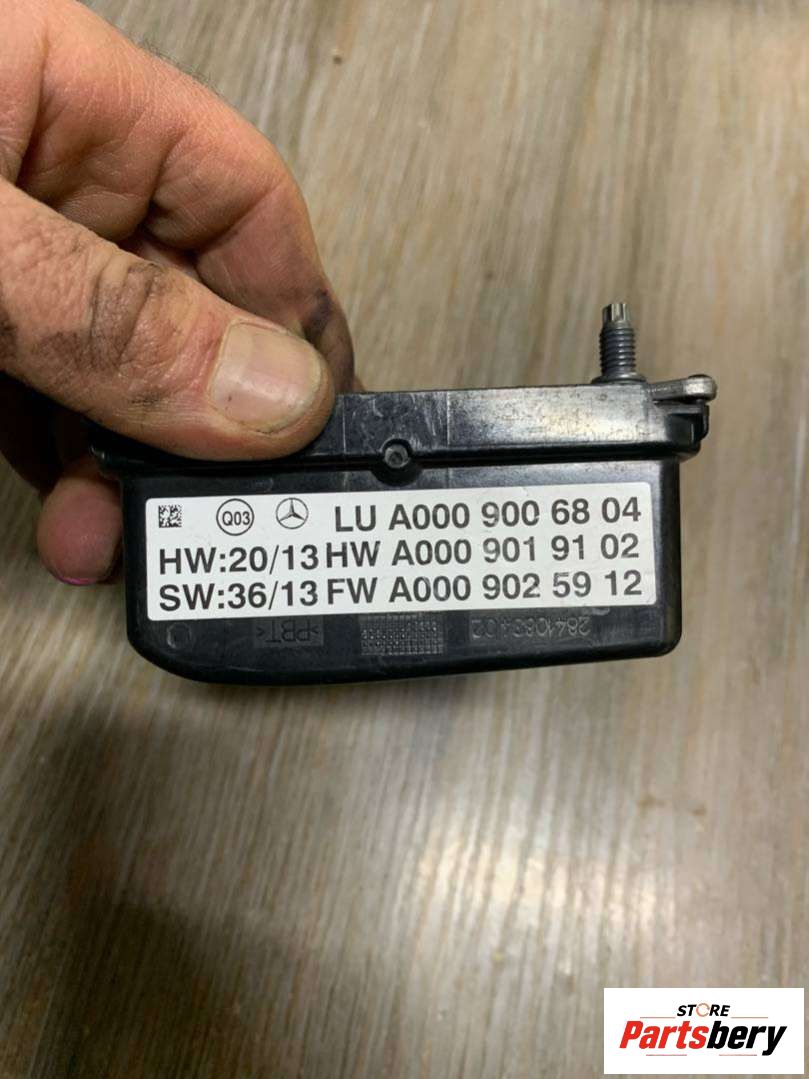 Q03 LU A000 900 68 04
HW:20/13 HW A000 901 91 02
SW:36/13 FW A000 902 59 12
>PBT<
STORE
Partsbery